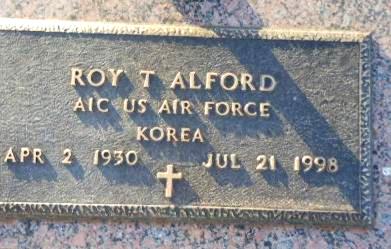 ROY T ALFORD
A1C US AIR FORCE
KOREA
APR 2 1930 JUL 21 1998